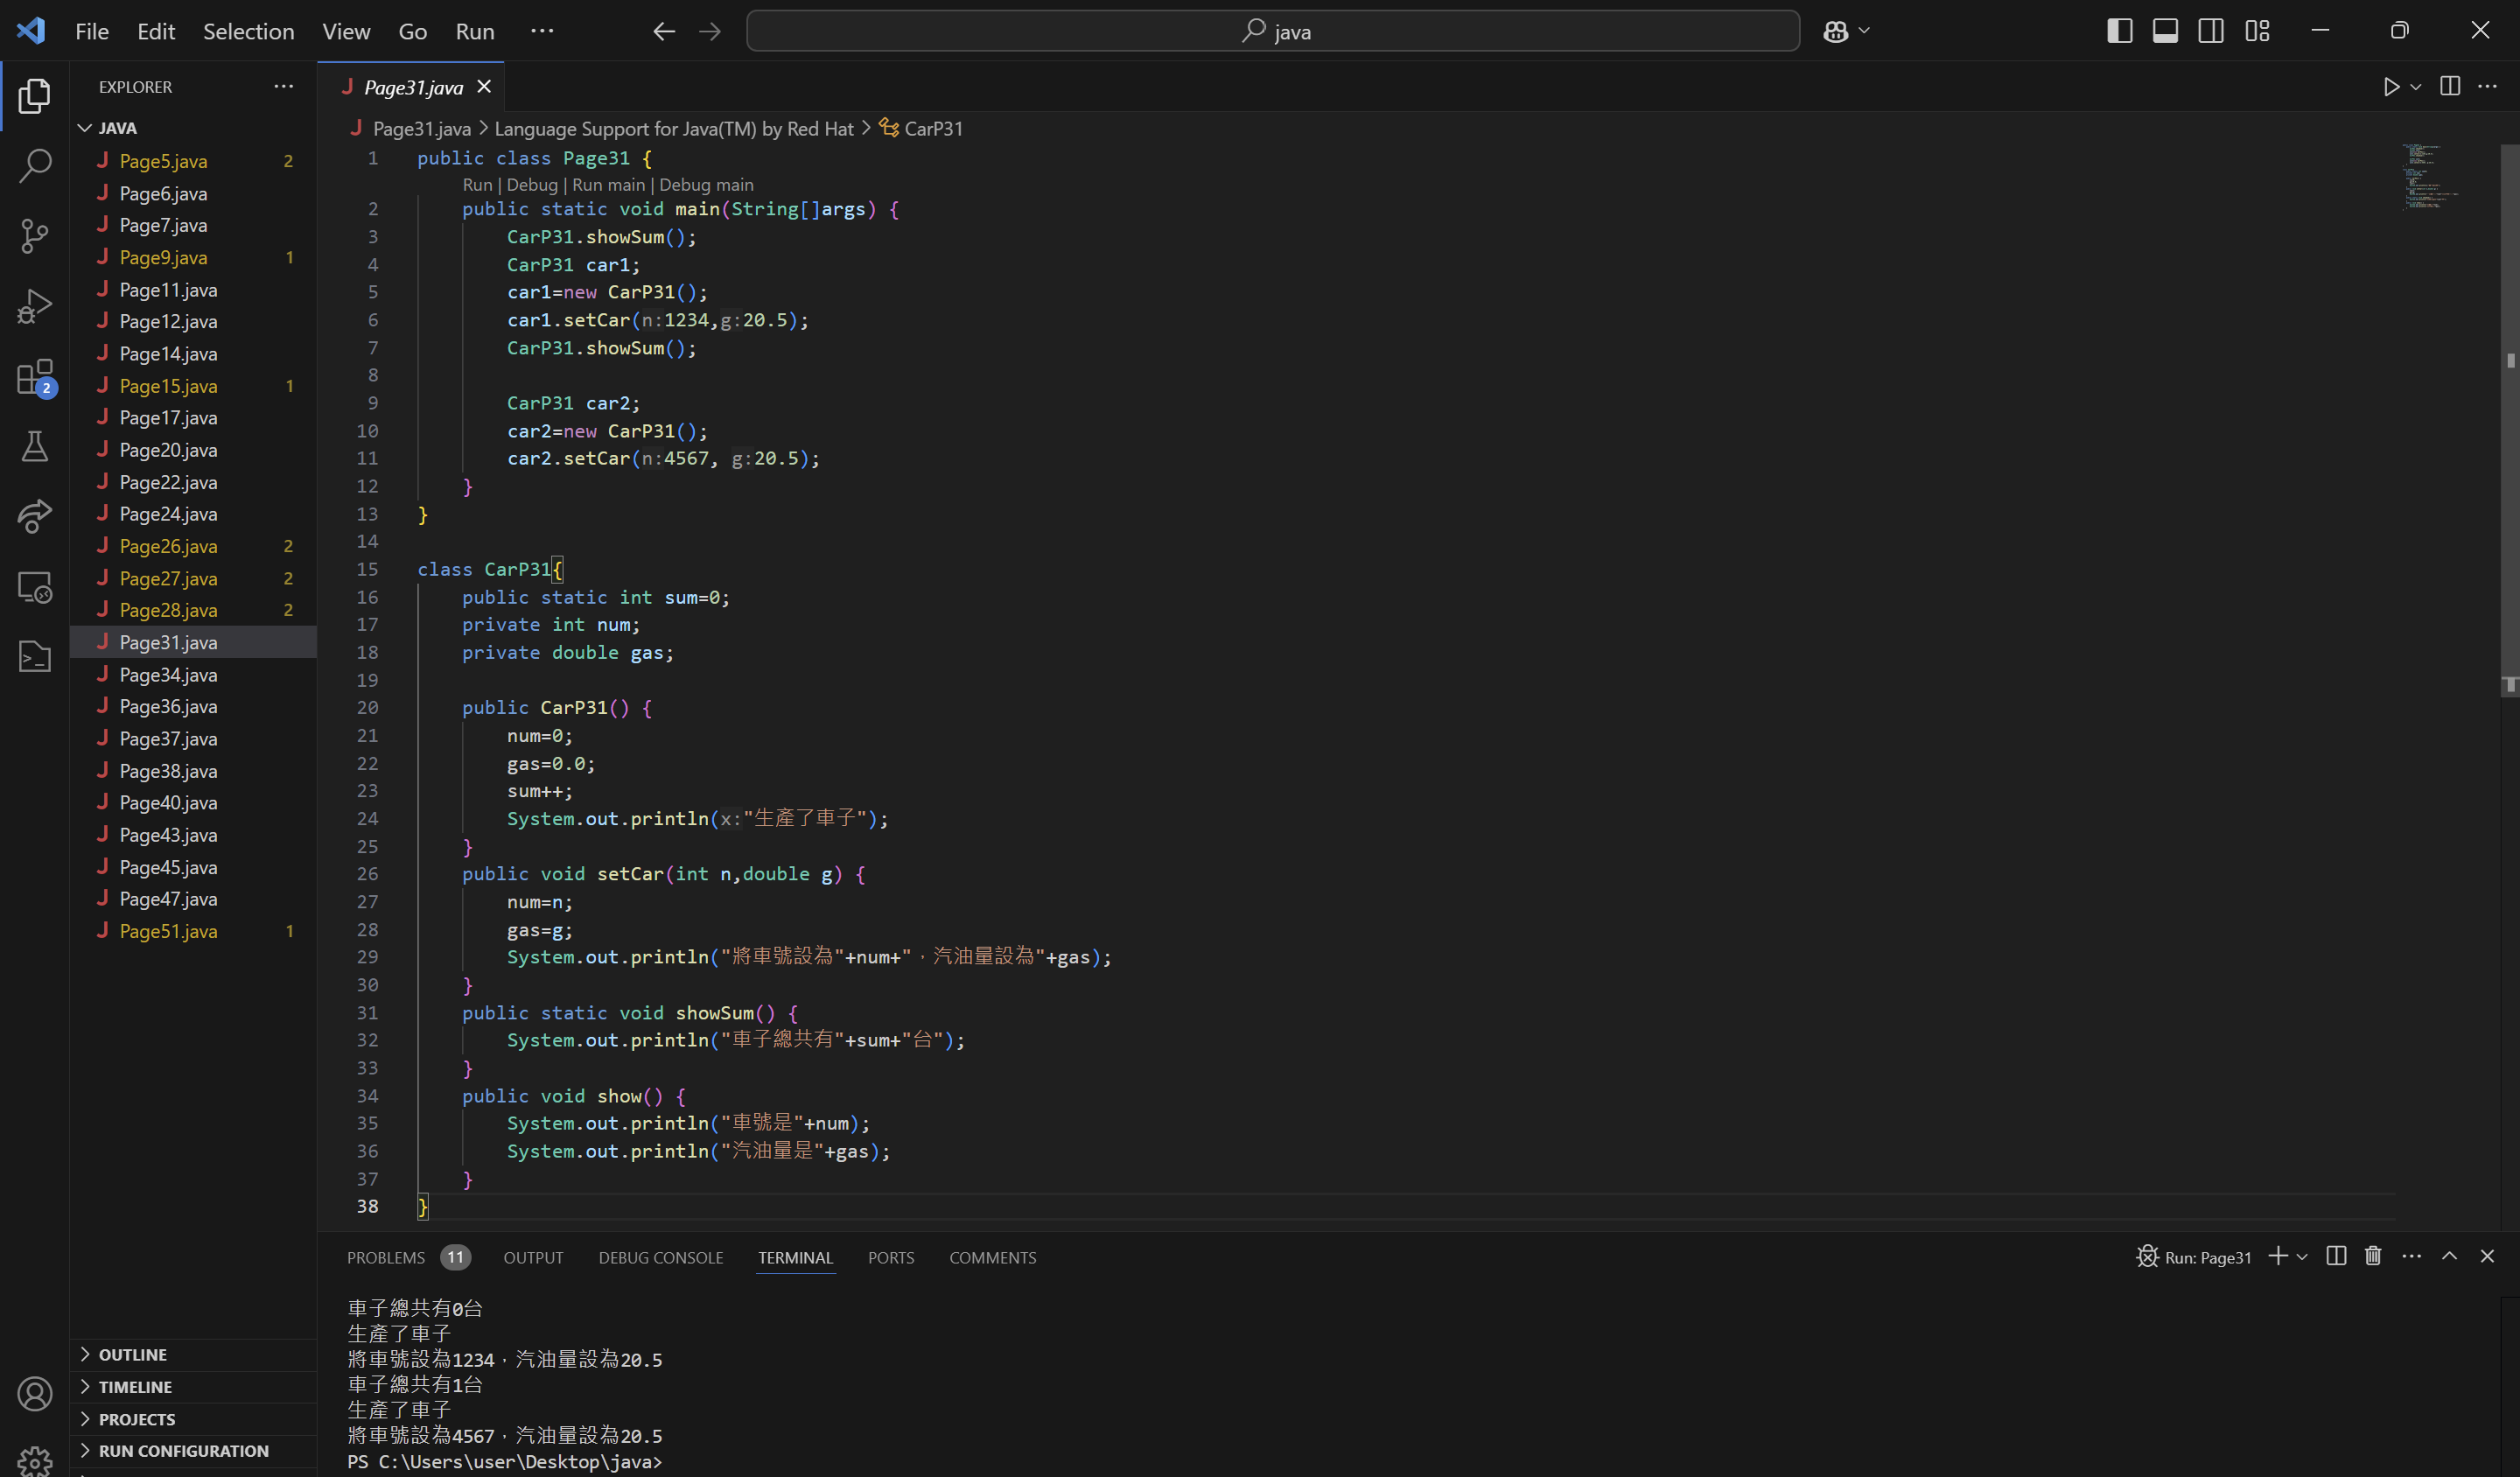 File Edit Selection View Go Run ···
java
EXPLORER ···
JAVA
J Page5.java 2
J Page6.java
J Page7.java
J Page9.java 1
J Page11.java
J Page12.java
J Page14.java
J Page15.java 1
J Page17.java
J Page20.java
J Page22.java
J Page24.java
J Page26.java 2
J Page27.java 2
J Page28.java 2
J Page31.java
J Page34.java
J Page36.java
J Page37.java
J Page38.java
J Page40.java
J Page43.java
J Page45.java
J Page47.java
J Page51.java 1
2
OUTLINE
TIMELINE
PROJECTS
RUN CONFIGURATION
J Page31.java
J Page31.java > Language Support for Java(TM) by Red Hat > CarP31
1 public class Page31 {
Run | Debug | Run main | Debug main
2 public static void main(String[]args) {
3 CarP31.showSum();
4 CarP31 car1;
5 car1=new CarP31();
6 car1.setCar(n:1234,g:20.5);
7 CarP31.showSum();
8
9 CarP31 car2;
10 car2=new CarP31();
11 car2.setCar(n:4567, g:20.5);
12 }
13 }
14
15 class CarP31{
16 public static int sum=0;
17 private int num;
18 private double gas;
19
20 public CarP31() {
21 num=0;
22 gas=0.0;
23 sum++;
24 System.out.println(x:"生產了車子");
25 }
26 public void setCar(int n,double g) {
27 num=n;
28 gas=g;
29 System.out.println("將車號設為"+num+"，汽油量設為"+gas);
30 }
31 public static void showSum() {
32 System.out.println("車子總共有"+sum+"台");
33 }
34 public void show() {
35 System.out.println("車號是"+num);
36 System.out.println("汽油量是"+gas);
37 }
38 }
PROBLEMS 11 OUTPUT DEBUG CONSOLE TERMINAL PORTS COMMENTS
Run: Page31
車子總共有0台
生產了車子
將車號設為1234，汽油量設為20.5
車子總共有1台
生產了車子
將車號設為4567，汽油量設為20.5
PS C:\Users\user\Desktop\java>